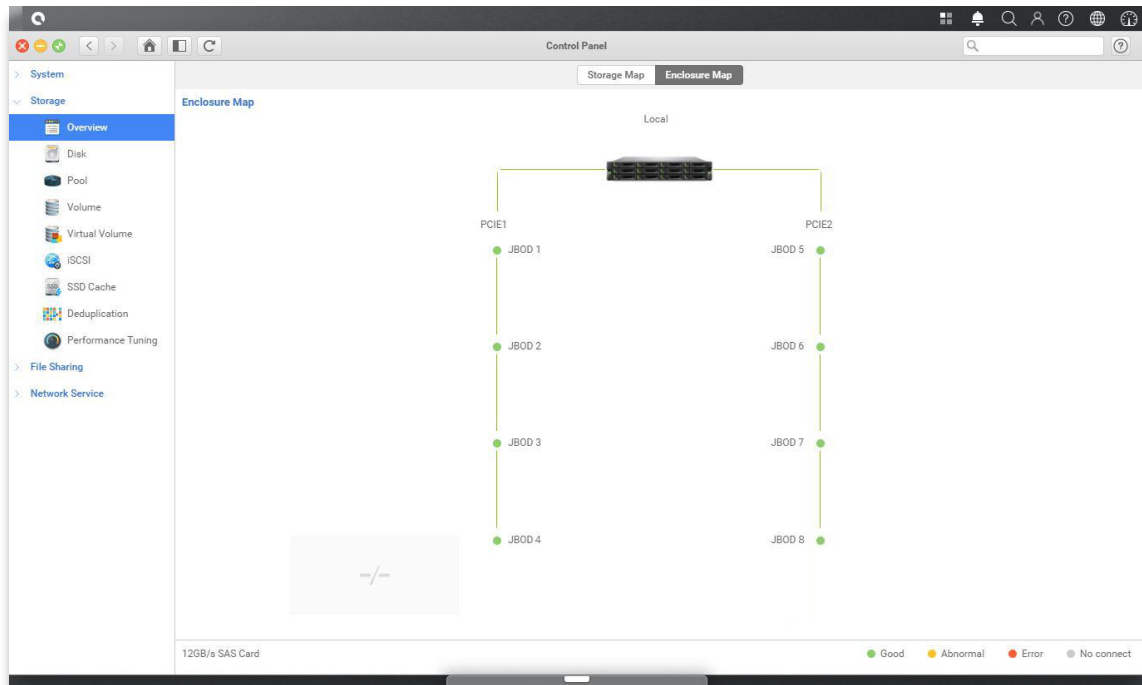 Control Panel
System
Storage
Overview
Disk
Pool
Volume
Virtual Volume
iSCSI
SSD
SSD Cache
Deduplication
Performance Tuning
File Sharing
Network Service
Storage Map Enclosure Map
Enclosure Map
Local
PCIE1 PCIE2
JBOD 1 JBOD 5
JBOD 2 JBOD 6
JBOD 3 JBOD 7
JBOD 4 JBOD 8
-/-
12GB/s SAS Card
Good Abnormal Error No connect